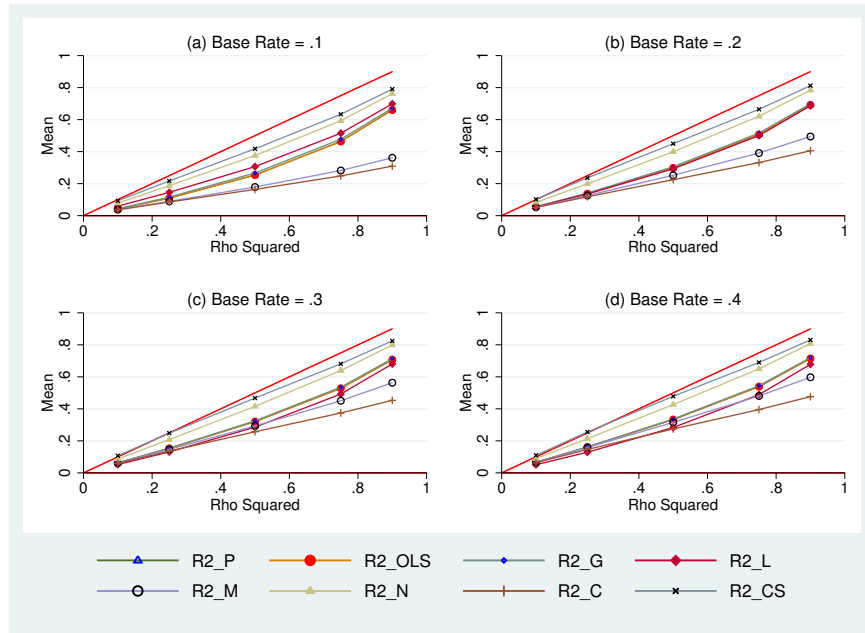 (a) Base Rate = .1
(b) Base Rate = .2
Mean
0 .2 .4 .6 .8 1
0 .2 .4 .6 .8 1
Rho Squared
Mean
0 .2 .4 .6 .8 1
0 .2 .4 .6 .8 1
Rho Squared
(c) Base Rate = .3
(d) Base Rate = .4
Mean
0 .2 .4 .6 .8 1
0 .2 .4 .6 .8 1
Rho Squared
Mean
0 .2 .4 .6 .8 1
0 .2 .4 .6 .8 1
Rho Squared
R2_P R2_OLS R2_G R2_L
R2_M R2_N R2_C R2_CS